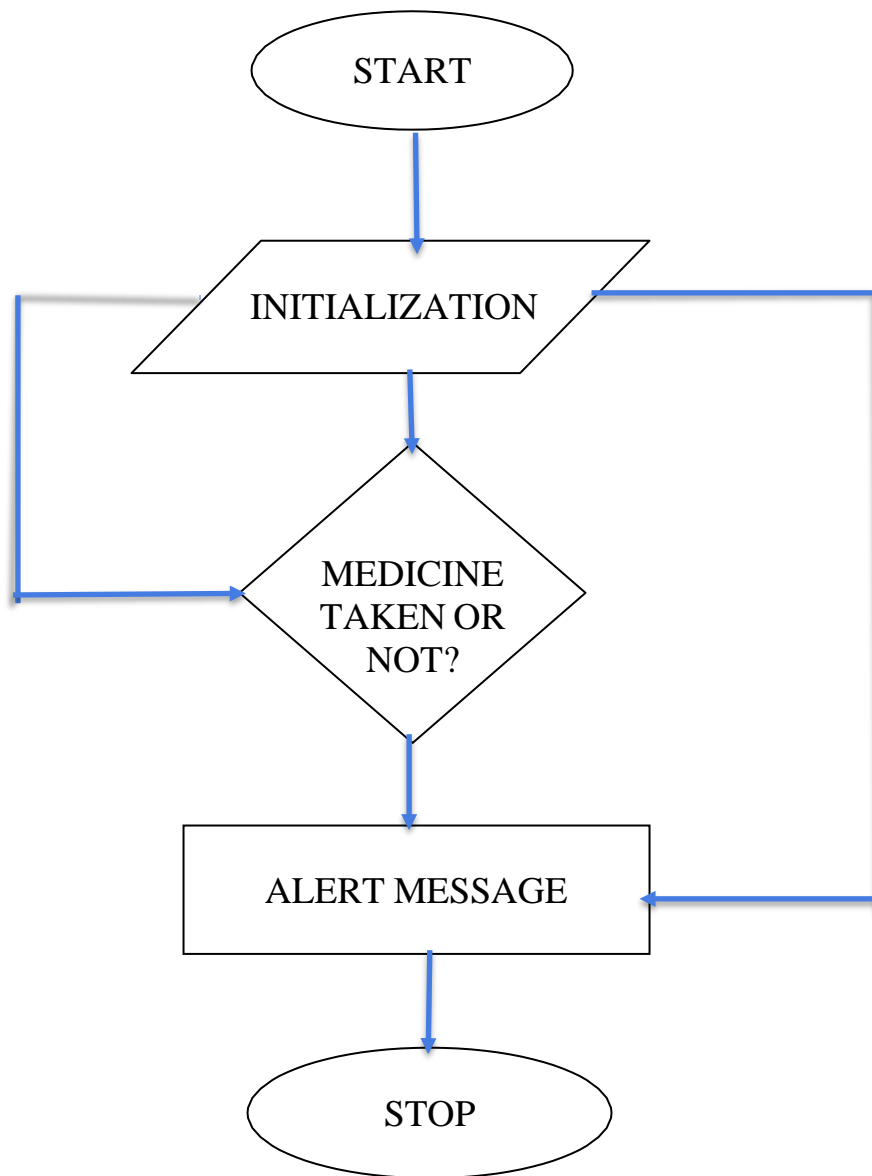 START
INITIALIZATION
MEDICINE
TAKEN OR
NOT?
ALERT MESSAGE
STOP